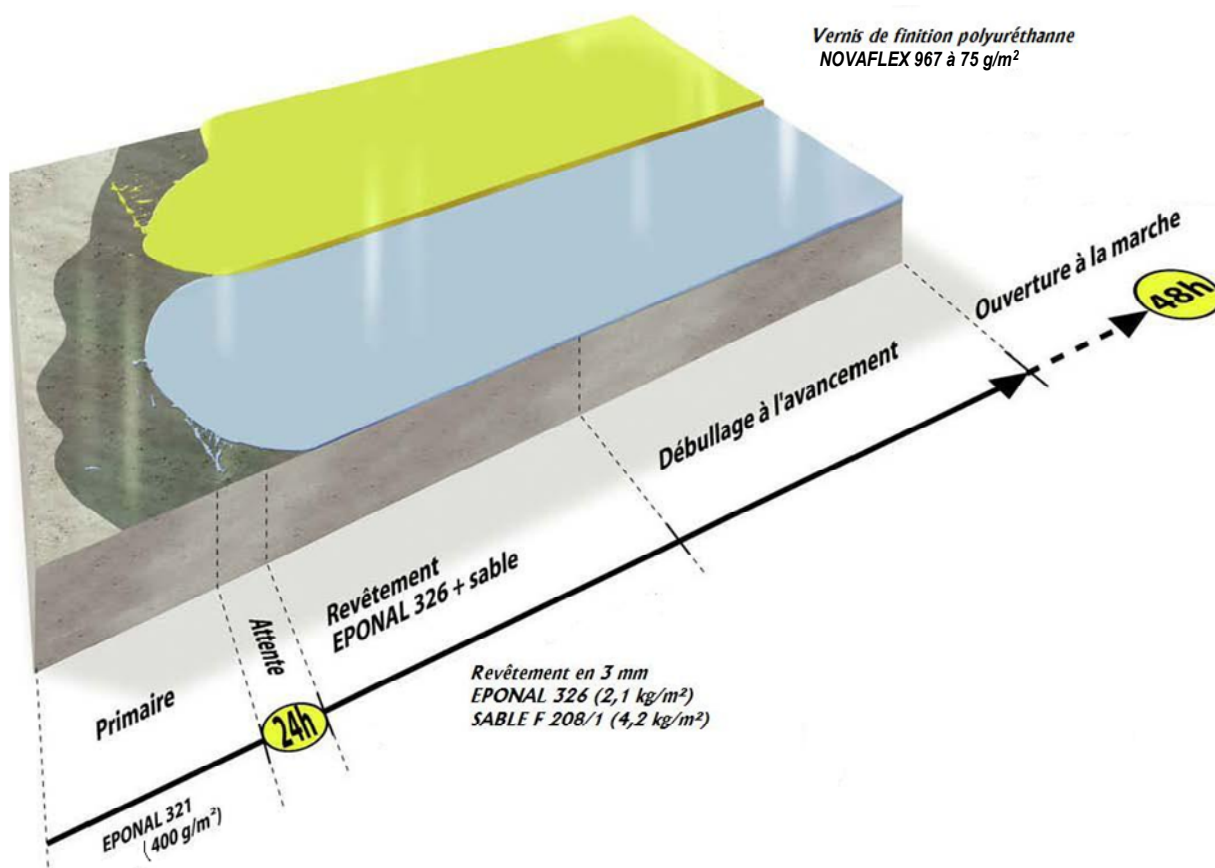 Vernis de finition polyuréthanne
NOVAFLEX 967 à 75 g/m²
Ouverture à la marche
48h
Débullage à l'avancement
Revêtement
EPONAL 326 + sable
Attente
24h
Primaire
Revêtement en 3 mm
EPONAL 326 (2,1 kg/m²)
SABLE F 208/1 (4,2 kg/m²)
EPONAL 321
(400 g/m²)